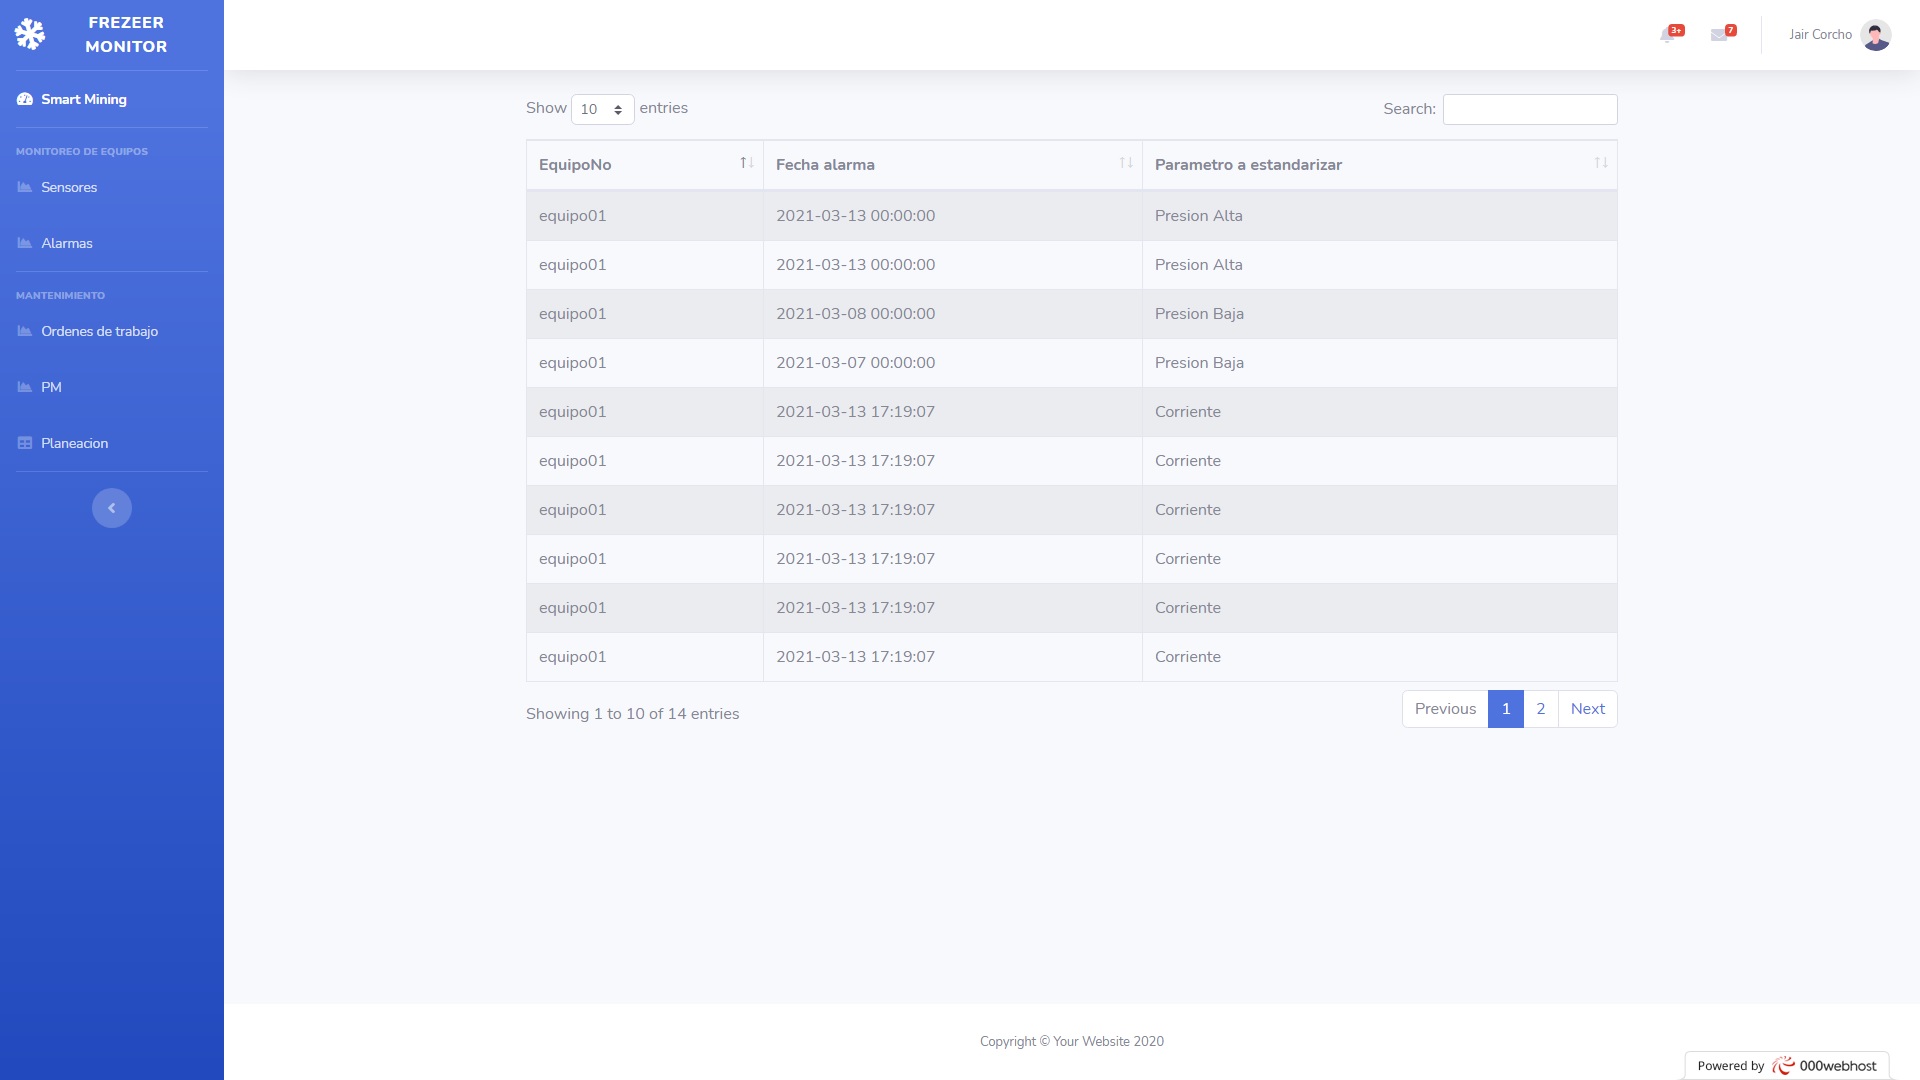 FREZEER
MONITOR
Smart Mining
MONITOREO DE EQUIPOS
Sensores
Alarmas
MANTENIMIENTO
Ordenes de trabajo
PM
Planeacion
3+
7
Jair Corcho
Show 10 entries
Search:
EquipoNo Fecha alarma Parametro a estandarizar
equipo01 2021-03-13 00:00:00 Presion Alta
equipo01 2021-03-13 00:00:00 Presion Alta
equipo01 2021-03-08 00:00:00 Presion Baja
equipo01 2021-03-07 00:00:00 Presion Baja
equipo01 2021-03-13 17:19:07 Corriente
equipo01 2021-03-13 17:19:07 Corriente
equipo01 2021-03-13 17:19:07 Corriente
equipo01 2021-03-13 17:19:07 Corriente
equipo01 2021-03-13 17:19:07 Corriente
equipo01 2021-03-13 17:19:07 Corriente
Showing 1 to 10 of 14 entries
Previous 1 2 Next
Copyright © Your Website 2020
Powered by 000webhost